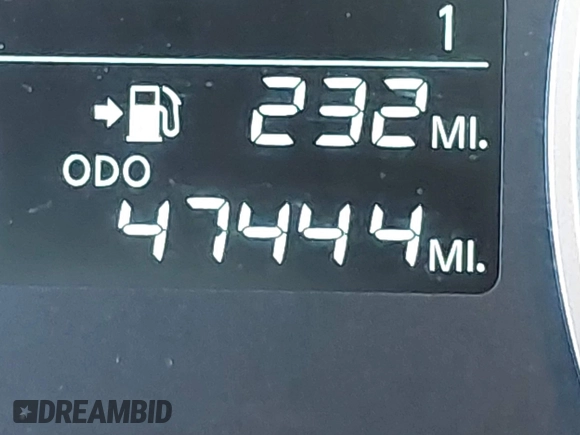 1
232 MI.
ODO
47444 MI.
DREAMBID